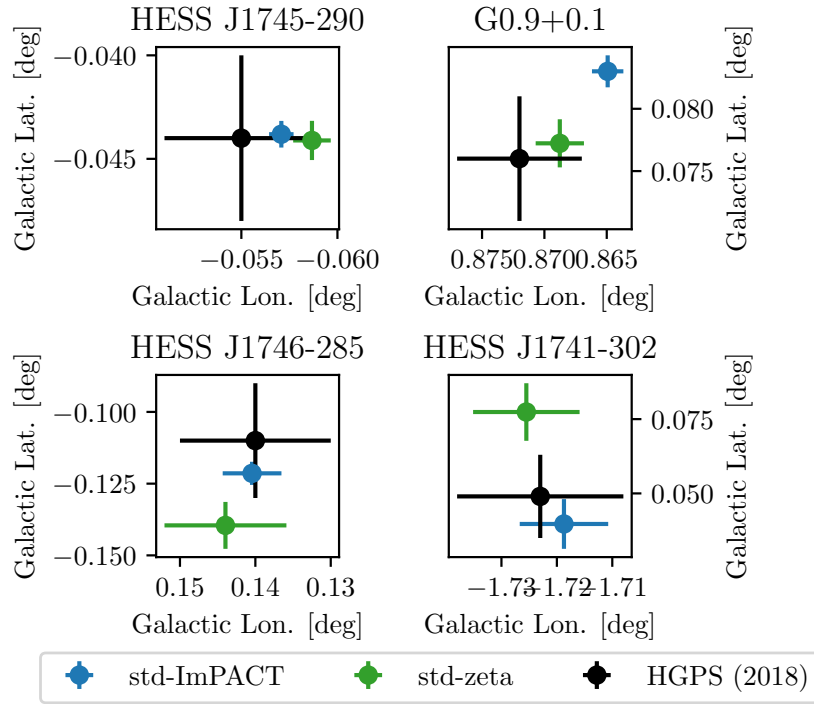 HESS J1745-290
G0.9+0.1
Galactic Lat. [deg]
−0.040
−0.045
−0.055
−0.060
Galactic Lon. [deg]
0.080
0.075
Galactic Lat. [deg]
0.875
0.870
0.865
Galactic Lon. [deg]
HESS J1746-285
HESS J1741-302
Galactic Lat. [deg]
−0.100
−0.125
−0.150
0.15
0.14
0.13
Galactic Lon. [deg]
0.075
0.050
Galactic Lat. [deg]
−1.73
−1.72
−1.71
Galactic Lon. [deg]
std-ImPACT
std-zeta
HGPS (2018)